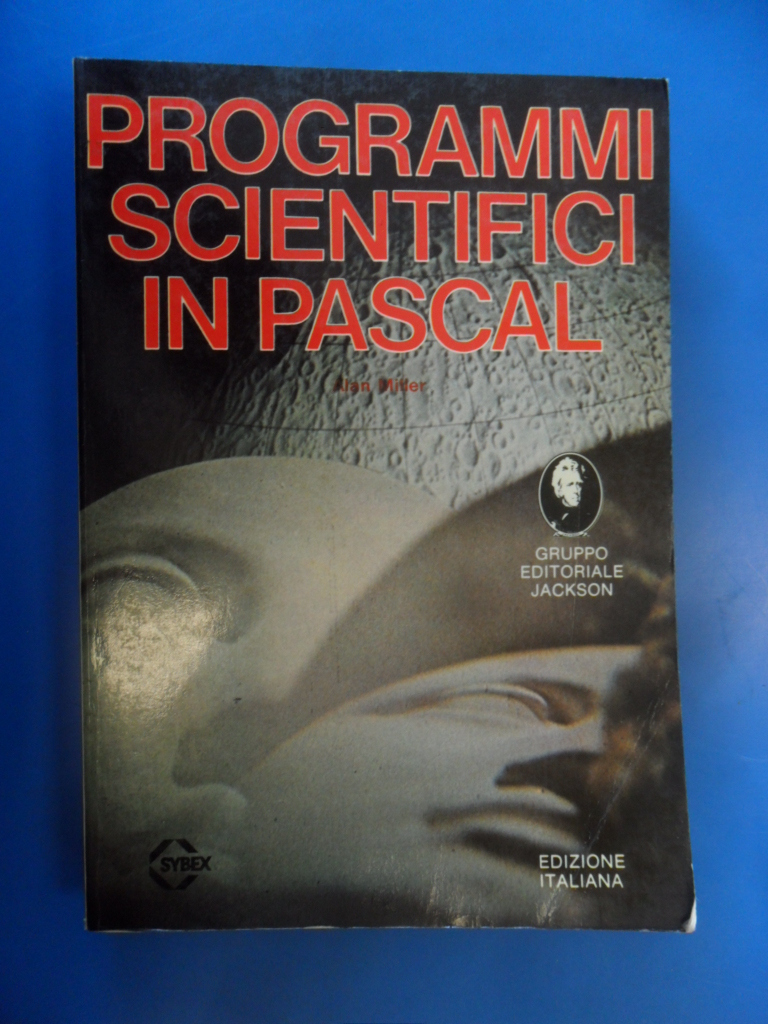 PROGRAMMI
SCIENTIFICI
IN PASCAL
Alan Miller
GRUPPO
EDITORIALE
JACKSON
SYBEX
EDIZIONE
ITALIANA